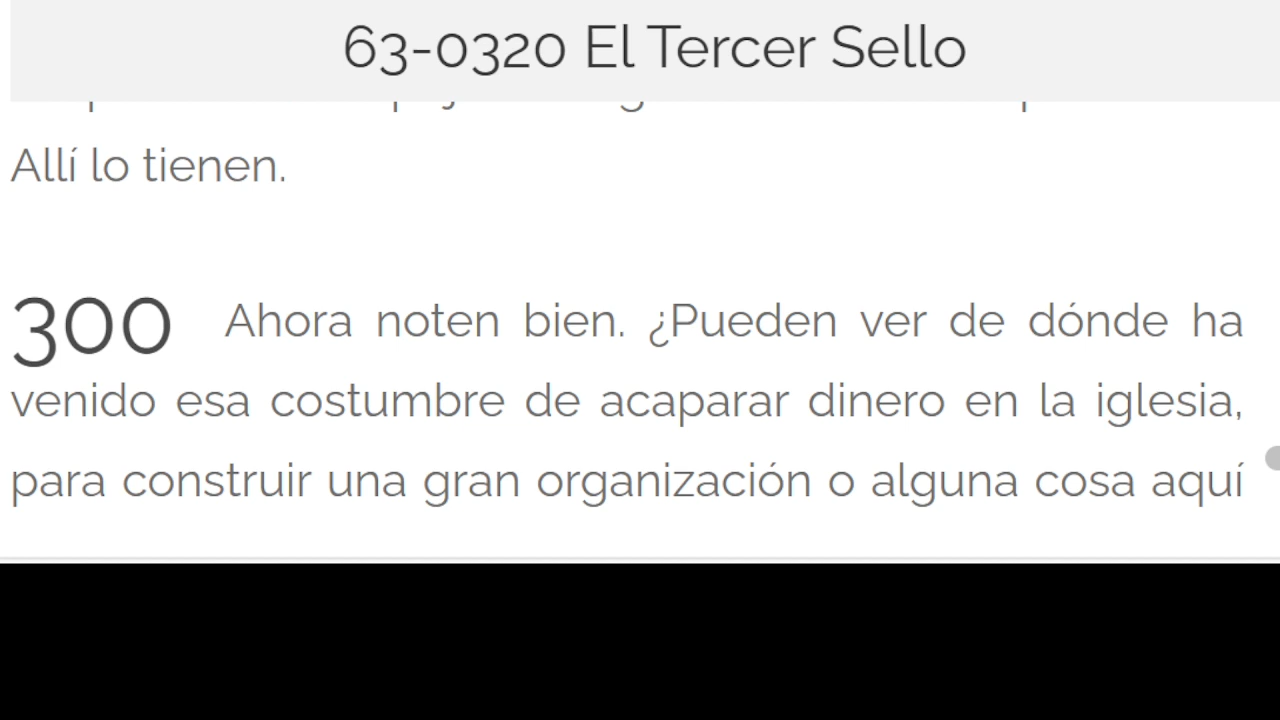 63-0320 El Tercer Sello
Allí lo tienen.
300 Ahora noten bien. ¿Pueden ver de dónde ha
venido esa costumbre de acaparar dinero en la iglesia,
para construir una gran organización o alguna cosa aquí